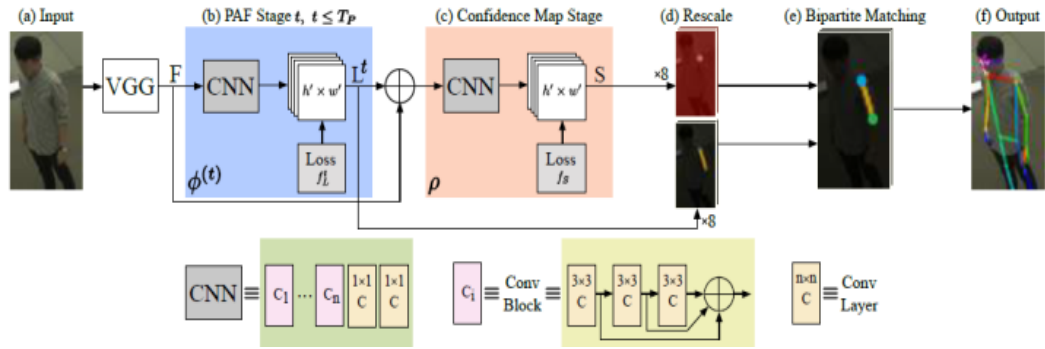 (a) Input
(b) PAF Stage t, t ≤ T_P
(c) Confidence Map Stage
(d) Rescale
(e) Bipartite Matching
(f) Output
VGG
F
CNN
h′ × w′
L^t
Loss
f_L^t
ϕ^(t)
CNN
h′ × w′
S
Loss
f_S
ρ
×8
×8
CNN
≡
C_1
...
C_n
1×1
C
1×1
C
C_i
≡
Conv
Block
≡
3×3
C
3×3
C
3×3
C
n×n
C
≡
Conv
Layer